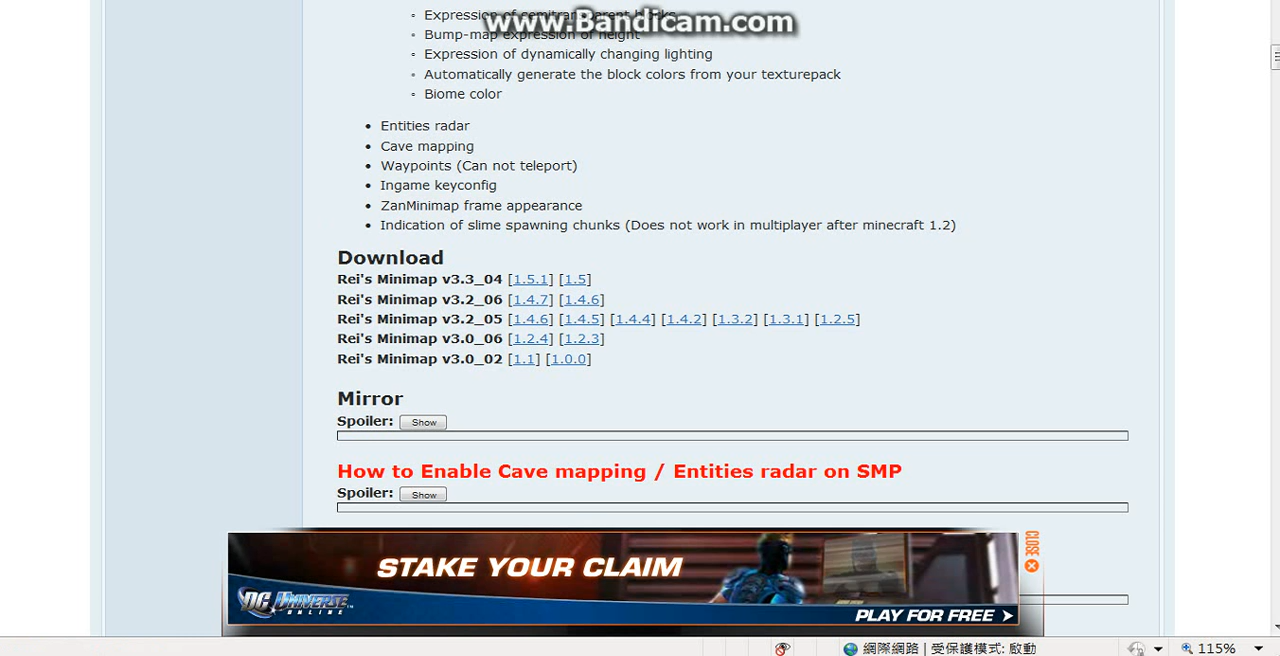 www.Bandicam.com
Expression of semitransparent blocks
Bump-map expression of height
Expression of dynamically changing lighting
Automatically generate the block colors from your texturepack
Biome color
Entities radar
Cave mapping
Waypoints (Can not teleport)
Ingame keyconfig
ZanMinimap frame appearance
Indication of slime spawning chunks (Does not work in multiplayer after minecraft 1.2)
Download
Rei's Minimap v3.3_04 [1.5.1] [1.5]
Rei's Minimap v3.2_06 [1.4.7] [1.4.6]
Rei's Minimap v3.2_05 [1.4.6] [1.4.5] [1.4.4] [1.4.2] [1.3.2] [1.3.1] [1.2.5]
Rei's Minimap v3.0_06 [1.2.4] [1.2.3]
Rei's Minimap v3.0_02 [1.1] [1.0.0]
Mirror
Spoiler: Show
How to Enable Cave mapping / Entities radar on SMP
Spoiler: Show
STAKE YOUR CLAIM
CLOSE
DC UNIVERSE
ONLINE
PLAY FOR FREE >
網際網路 | 受保護模式: 啟動
115%